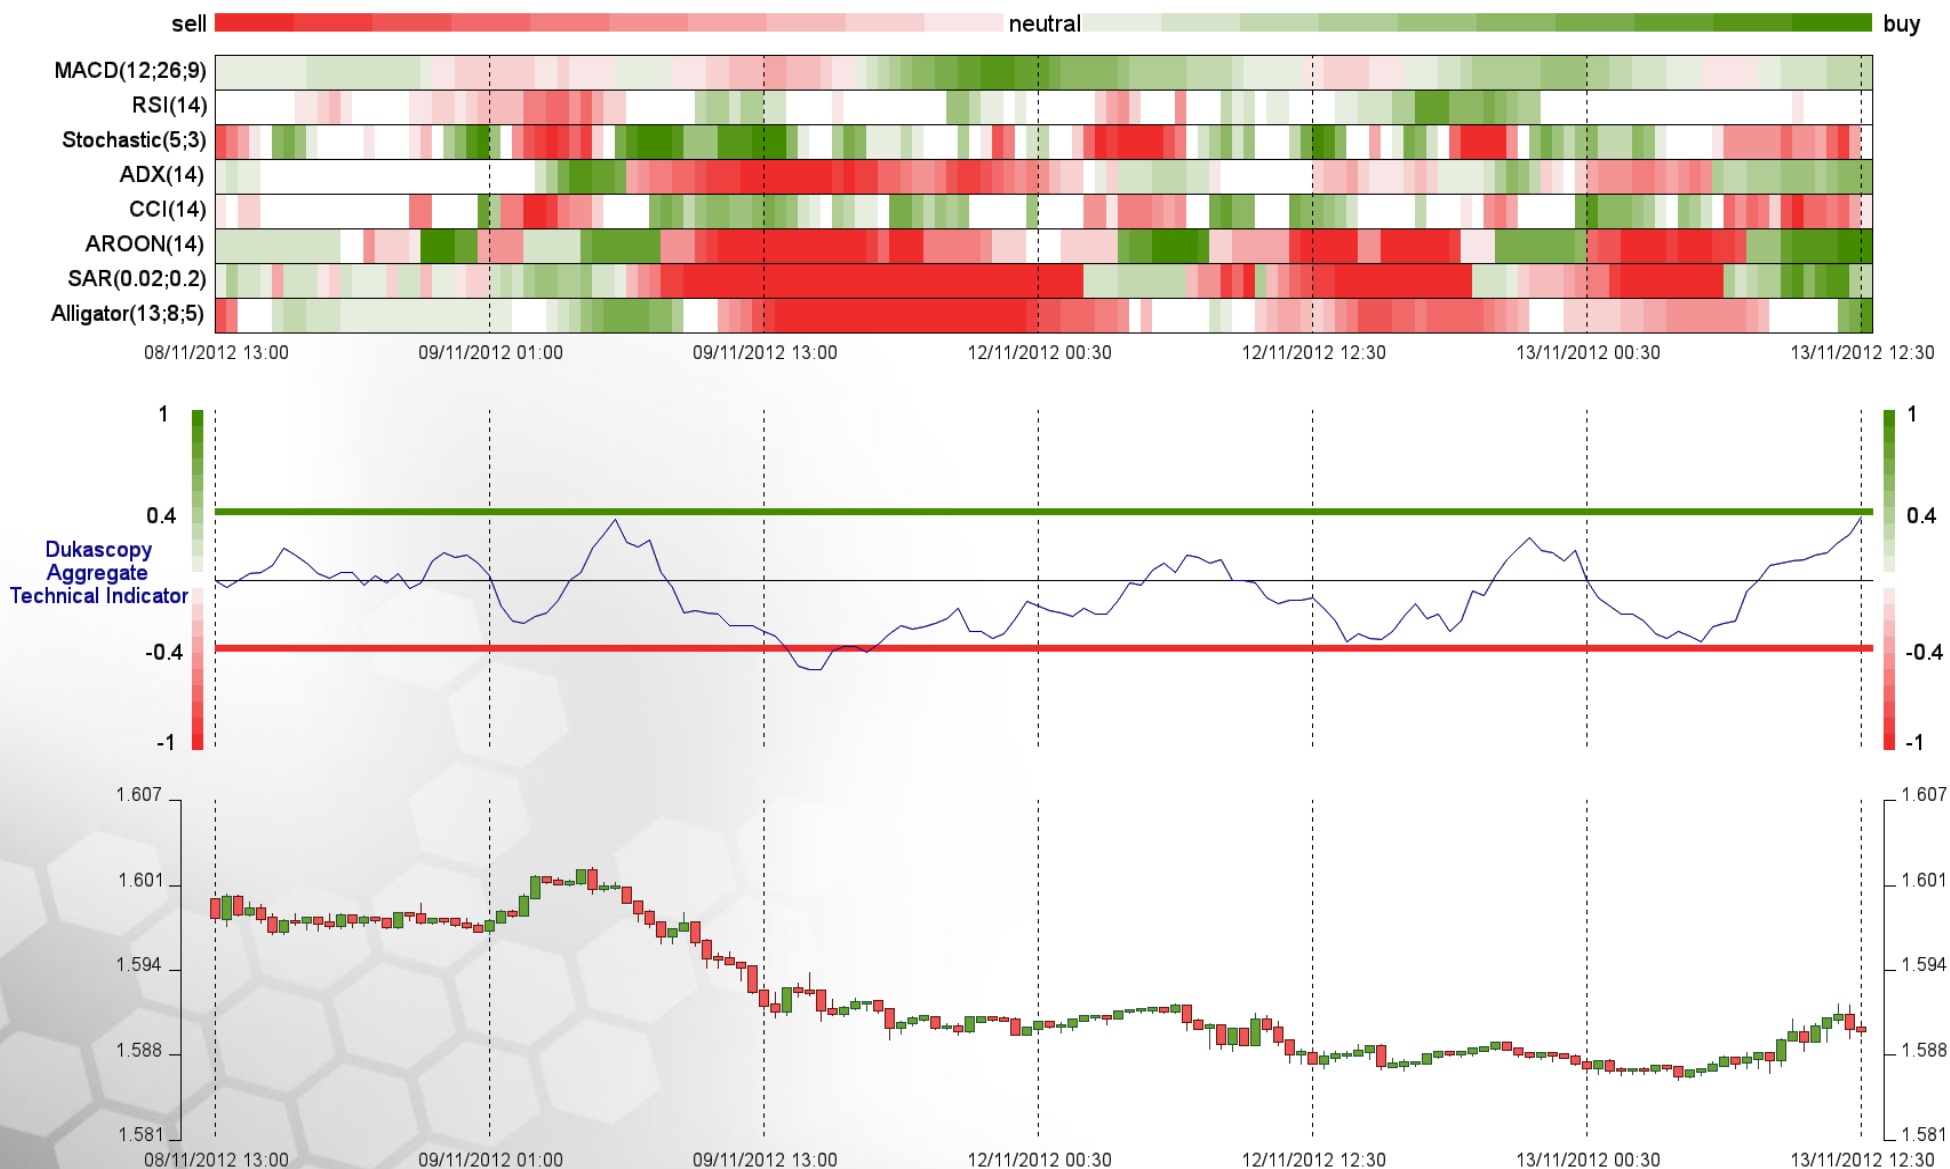 sell neutral buy
MACD(12;26;9)
RSI(14)
Stochastic(5;3)
ADX(14)
CCI(14)
AROON(14)
SAR(0.02;0.2)
Alligator(13;8;5)
08/11/2012 13:00 09/11/2012 01:00 09/11/2012 13:00 12/11/2012 00:30 12/11/2012 12:30 13/11/2012 00:30 13/11/2012 12:30
1 1
0.4 0.4
Dukascopy
Aggregate
Technical Indicator
-0.4 -0.4
-1 -1
1.607 1.607
1.601 1.601
1.594 1.594
1.588 1.588
1.581 1.581
08/11/2012 13:00 09/11/2012 01:00 09/11/2012 13:00 12/11/2012 00:30 12/11/2012 12:30 13/11/2012 00:30 13/11/2012 12:30